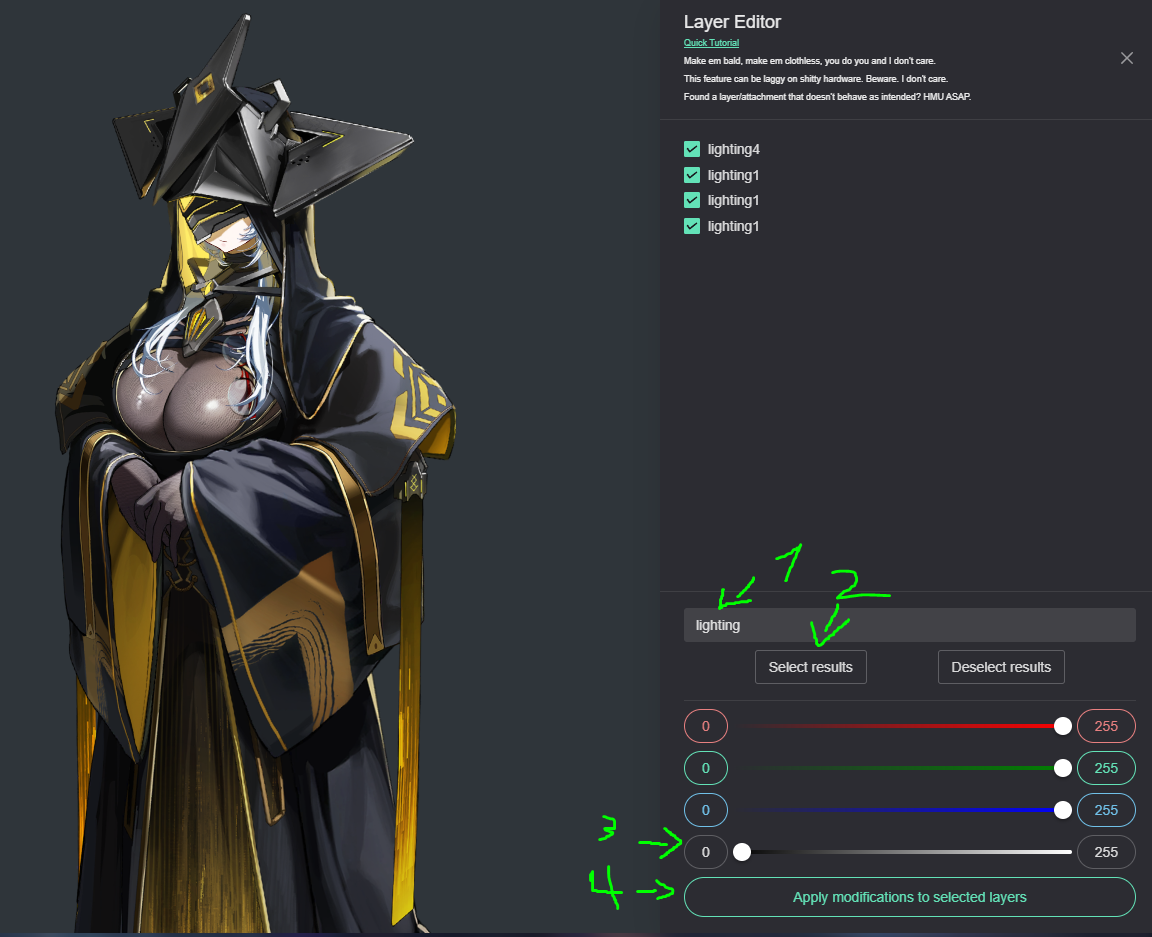 Layer Editor
Quick Tutorial
Make em bald, make em clothless, you do you and I don't care.
This feature can be laggy on shitty hardware. Beware. I don't care.
Found a layer/attachment that doesn't behave as intended? HMU ASAP.
lighting4
lighting1
lighting1
lighting1
1
2
lighting
Select results Deselect results
0 255
0 255
0 255
3
0 255
4
Apply modifications to selected layers